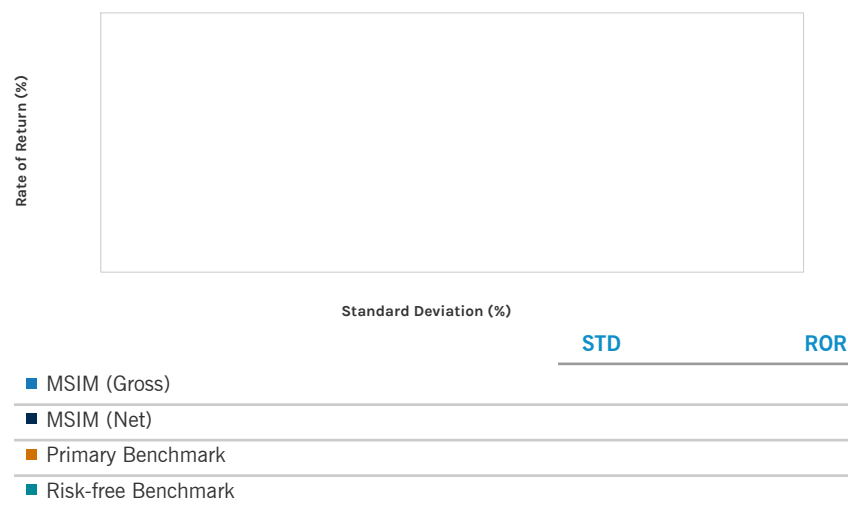 Rate of Return (%)
Standard Deviation (%)
STD ROR
MSIM (Gross)
MSIM (Net)
Primary Benchmark
Risk-free Benchmark